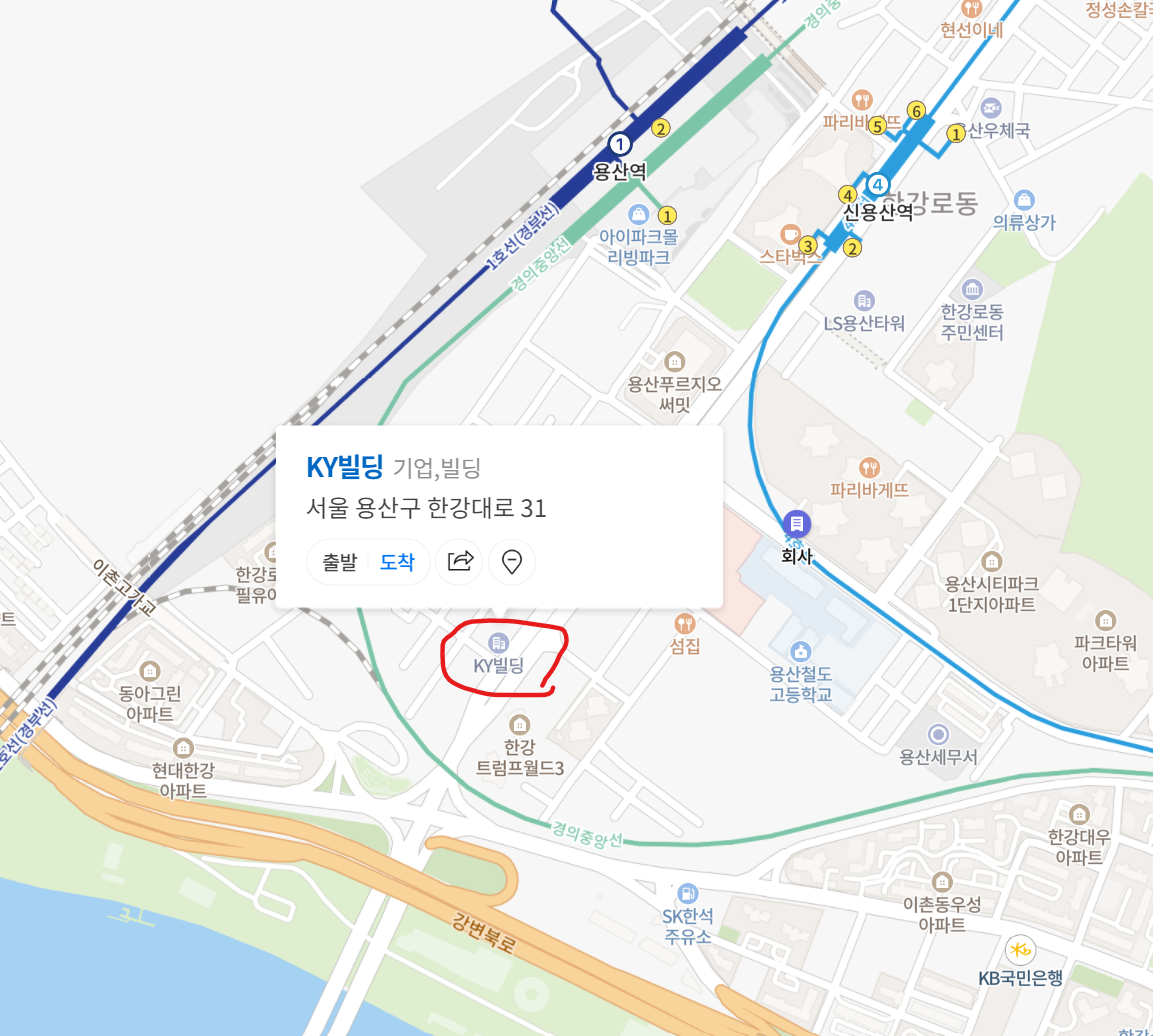 경의중
현선이네
정성손칼국
파리바게뜨
6
5
1
산우체국
2
1
용산역
4
4
신용산역
한강로동
의류상가
1
아이파크몰
리빙파크
3
2
스타벅스
1호선(경부선)
경의중앙선
LS용산타워
한강로동
주민센터
용산푸르지오
써밋
KY빌딩 기업,빌딩
서울 용산구 한강대로 31
출발 도착
파리바게뜨
회사
이촌고가교
한강로
필유
용산시티파크
1단지아파트
파크타워
아파트
KY빌딩
섬집
용산철도
고등학교
동아그린
아파트
1호선(경부선)
한강
트럼프월드3
용산세무서
현대한강
아파트
경의중앙선
한강대우
아파트
이촌동우성
아파트
SK한석
주유소
강변북로
KB국민은행